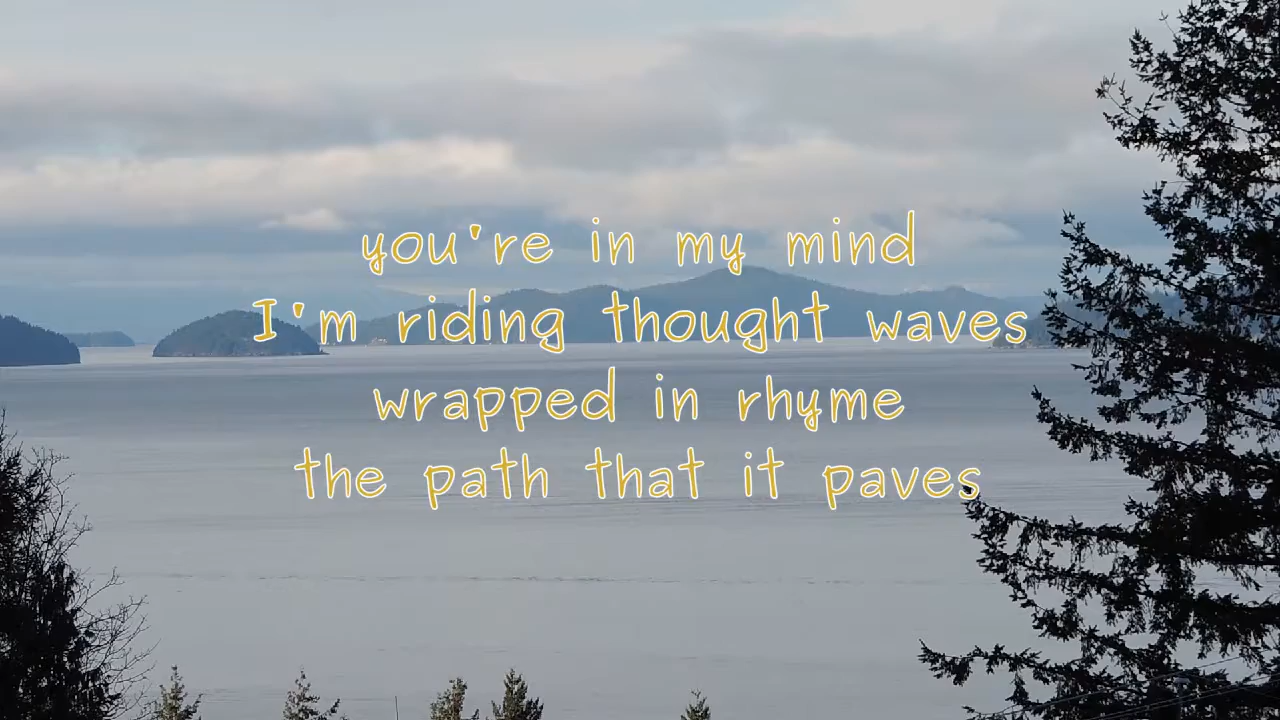 you're in my mind
I'm riding thought waves
wrapped in rhyme
the path that it paves